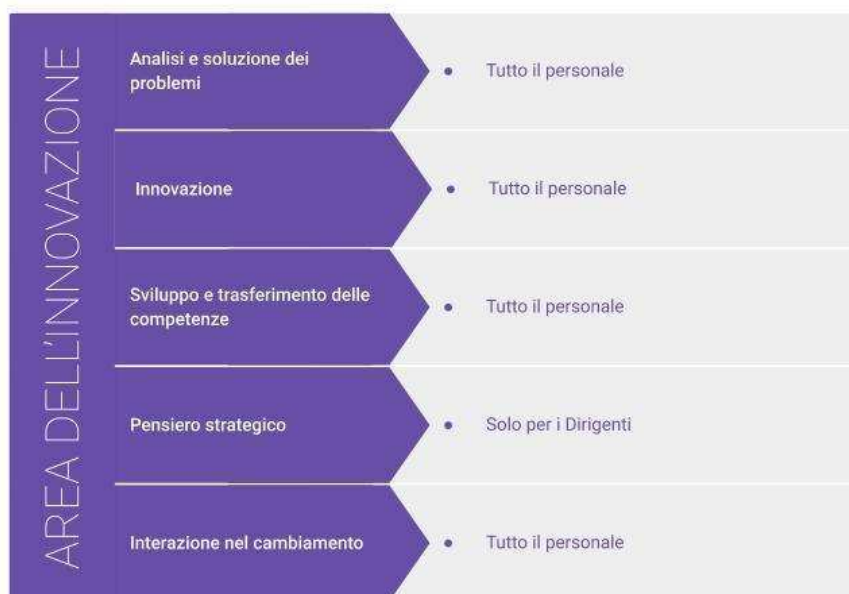 AREA DELL'INNOVAZIONE
Analisi e soluzione dei
problemi
Tutto il personale
Innovazione
Tutto il personale
Sviluppo e trasferimento delle
competenze
Tutto il personale
Pensiero strategico
Solo per i Dirigenti
Interazione nel cambiamento
Tutto il personale